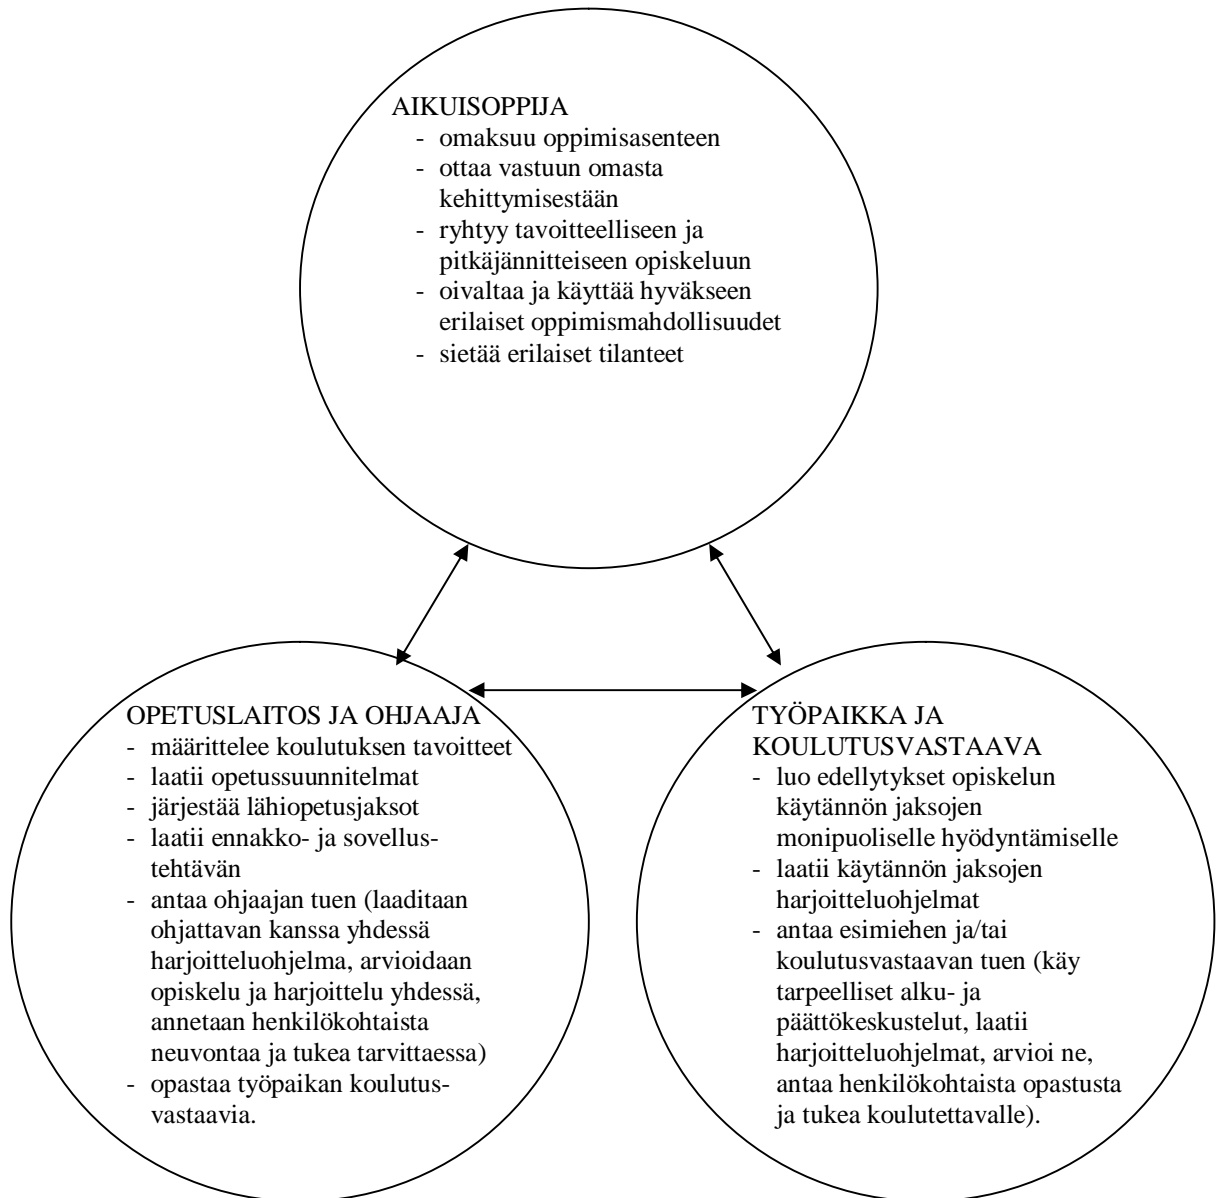 AIKUISOPPIJA
- omaksuu oppimisasenteen
- ottaa vastuun omasta
kehittymisestään
- ryhtyy tavoitteelliseen ja
pitkäjännitteiseen opiskeluun
- oivaltaa ja käyttää hyväkseen
erilaiset oppimismahdollisuudet
- sietää erilaiset tilanteet
OPETUSLAITOS JA OHJAAJA
- määrittelee koulutuksen tavoitteet
- laatii opetussuunnitelmat
- järjestää lähiopetusjaksot
- laatii ennakko- ja sovellus-
tehtävän
- antaa ohjaajan tuen (laaditaan
ohjattavan kanssa yhdessä
harjoitteluohjelma, arvioidaan
opiskelu ja harjoittelu yhdessä,
annetaan henkilökohtaista
neuvontaa ja tukea tarvittaessa)
- opastaa työpaikan koulutus-
vastaavia.
TYÖPAIKKA JA
KOULUTUSVASTAAVA
- luo edellytykset opiskelun
käytännön jaksojen
monipuoliselle hyödyntämiselle
- laatii käytännön jaksojen
harjoitteluohjelmat
- antaa esimiehen ja/tai
koulutusvastaavan tuen (käy
tarpeelliset alku- ja
päättökeskustelut, laatii
harjoitteluohjelmat, arvioi ne,
antaa henkilökohtaista opastusta
ja tukea koulutettavalle).